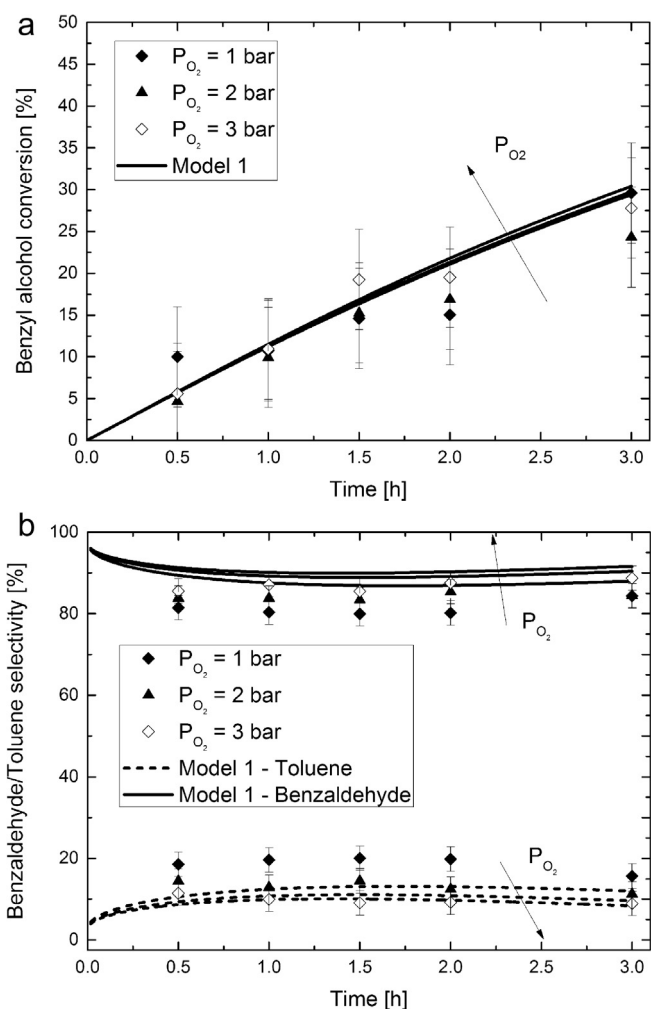 a
50
45
40
35
30
25
20
15
10
5
0
Benzyl alcohol conversion [%]
P_O2 = 1 bar
P_O2 = 2 bar
P_O2 = 3 bar
Model 1
P_O2
0.0 0.5 1.0 1.5 2.0 2.5 3.0
Time [h]
b
100
80
60
40
20
0
Benzaldehyde/Toluene selectivity [%]
P_O2
P_O2 = 1 bar
P_O2 = 2 bar
P_O2 = 3 bar
Model 1 - Toluene
Model 1 - Benzaldehyde
P_O2
0.0 0.5 1.0 1.5 2.0 2.5 3.0
Time [h]